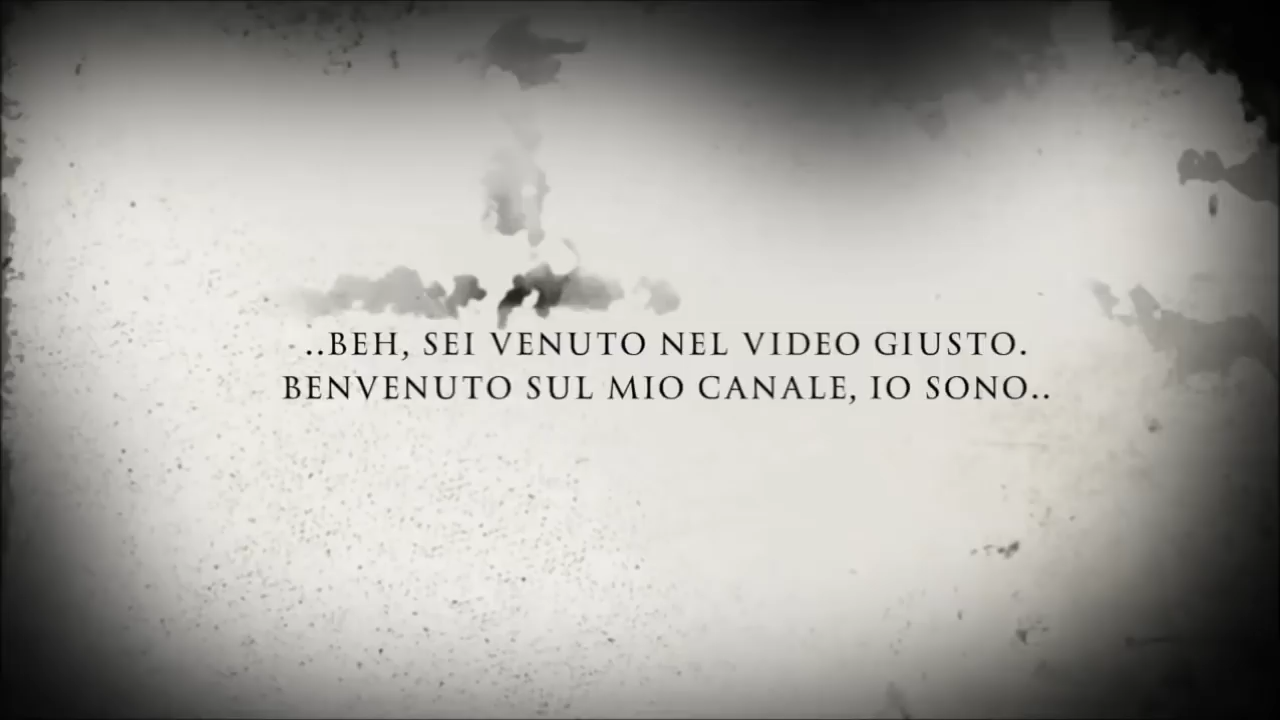 ..BEH, SEI VENUTO NEL VIDEO GIUSTO.
BENVENUTO SUL MIO CANALE, IO SONO..